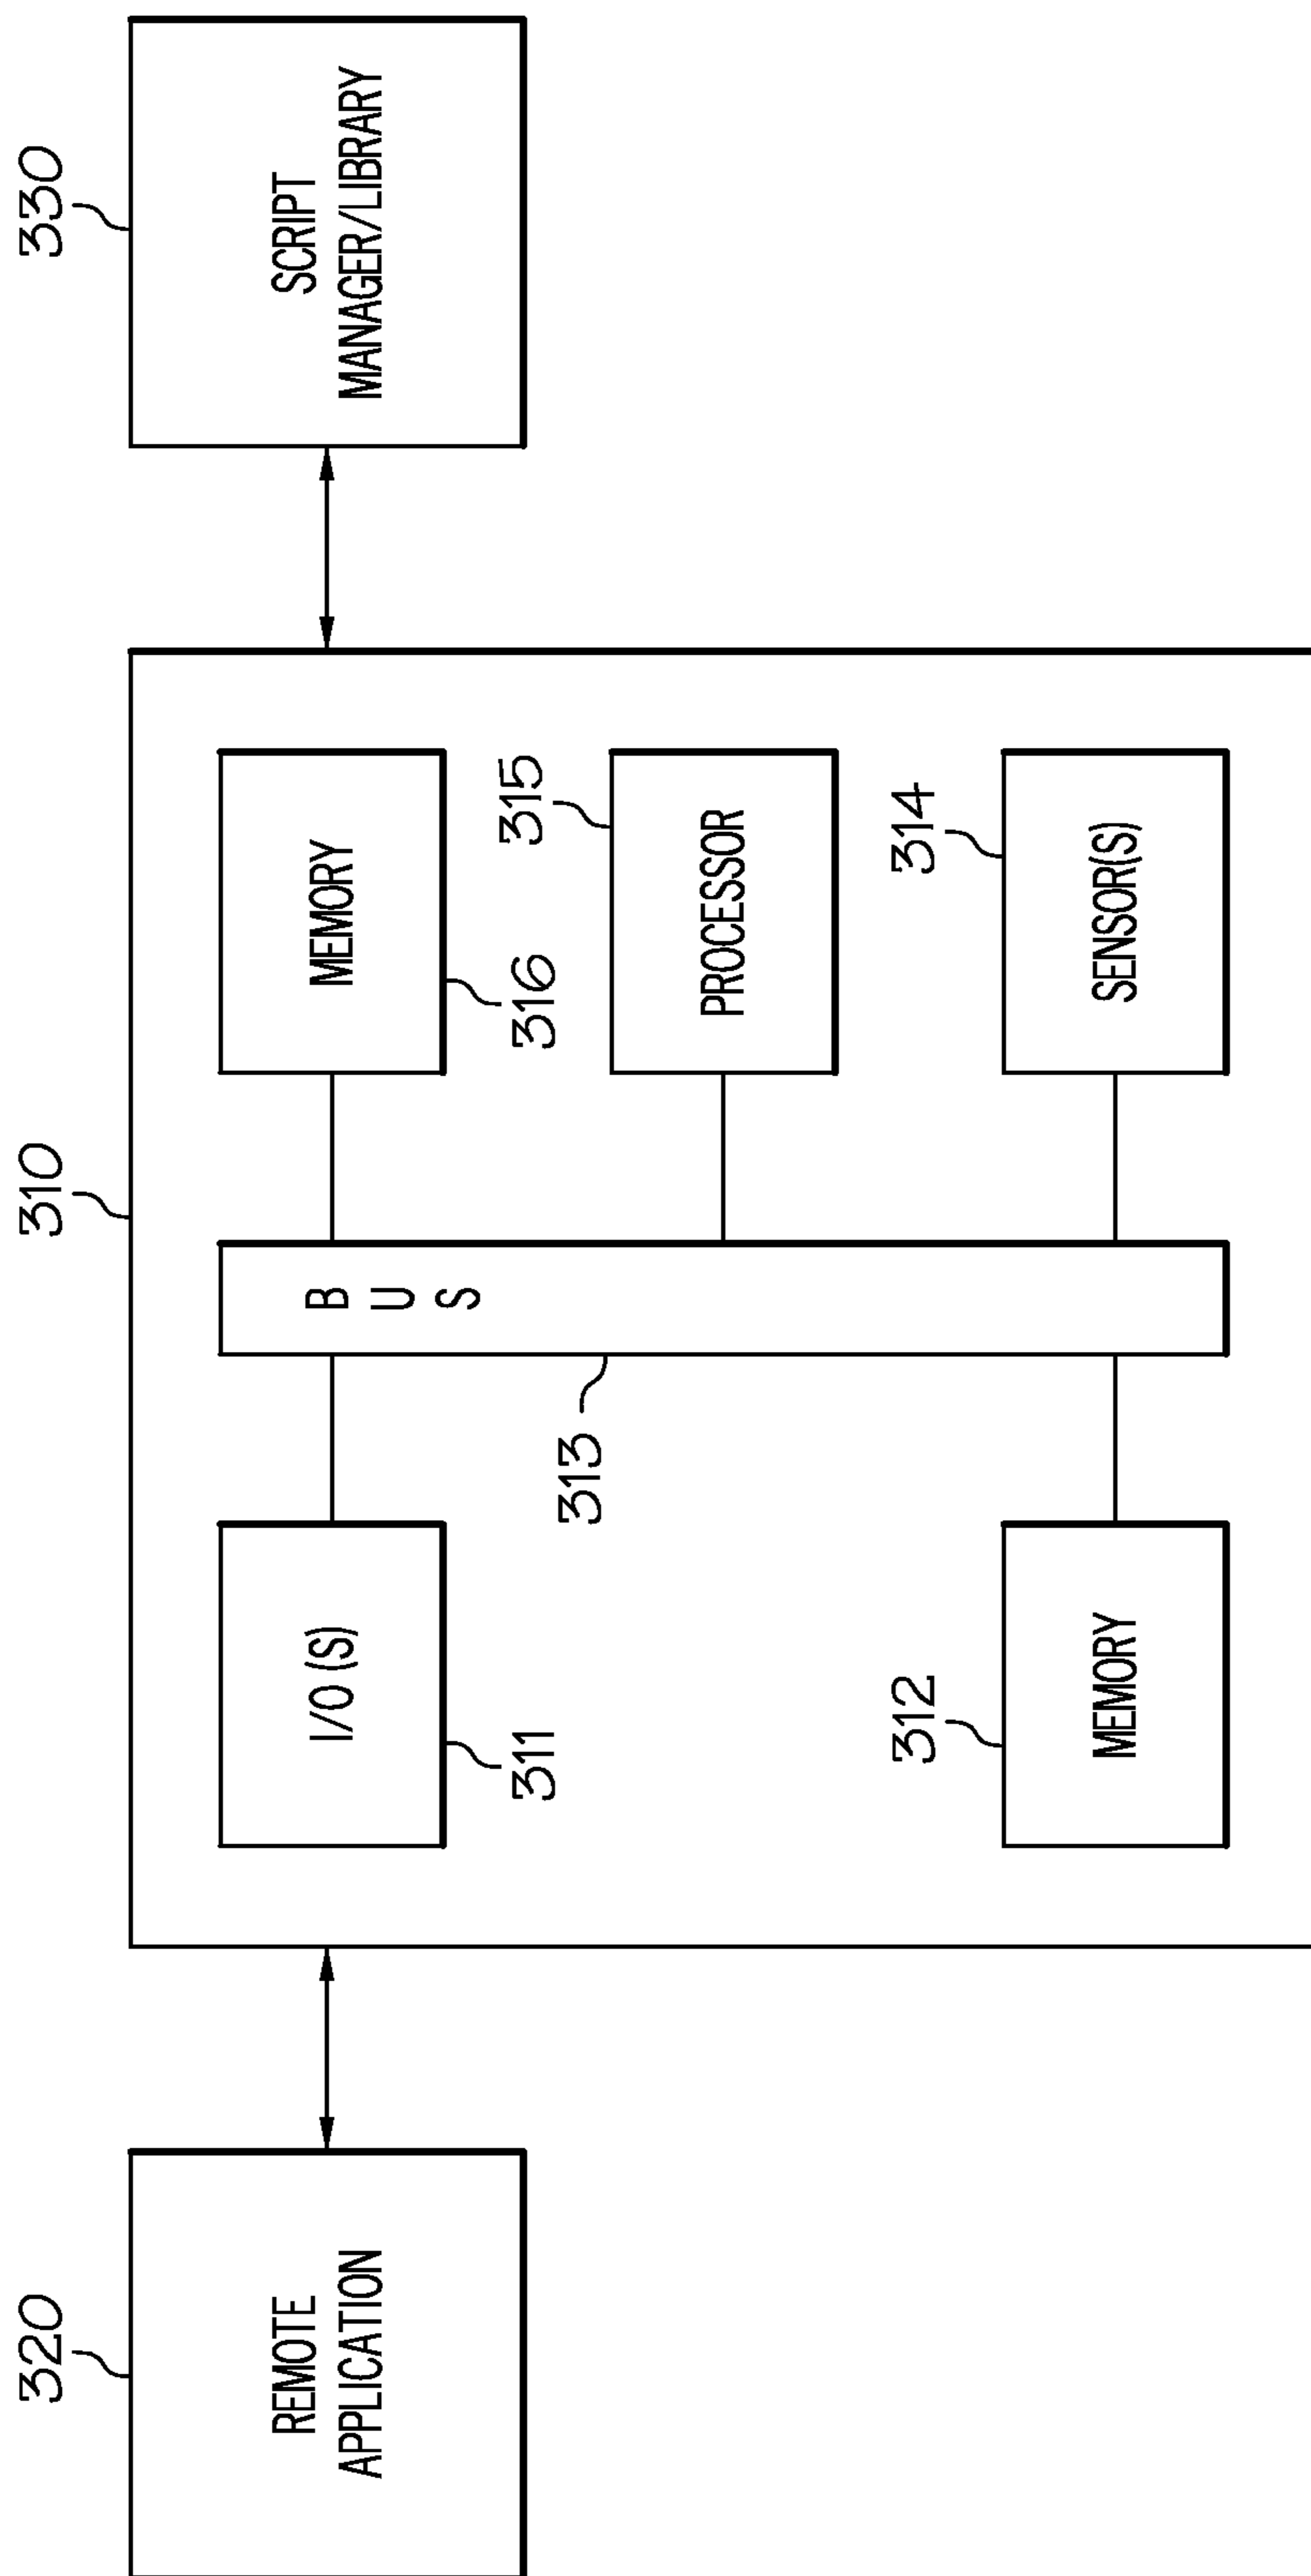 320
310
330
REMOTE
APPLICATION
I/O (S)
311
312
MEMORY
B
U
S
313
MEMORY
316
315
PROCESSOR
314
SENSOR(S)
SCRIPT
MANAGER/LIBRARY